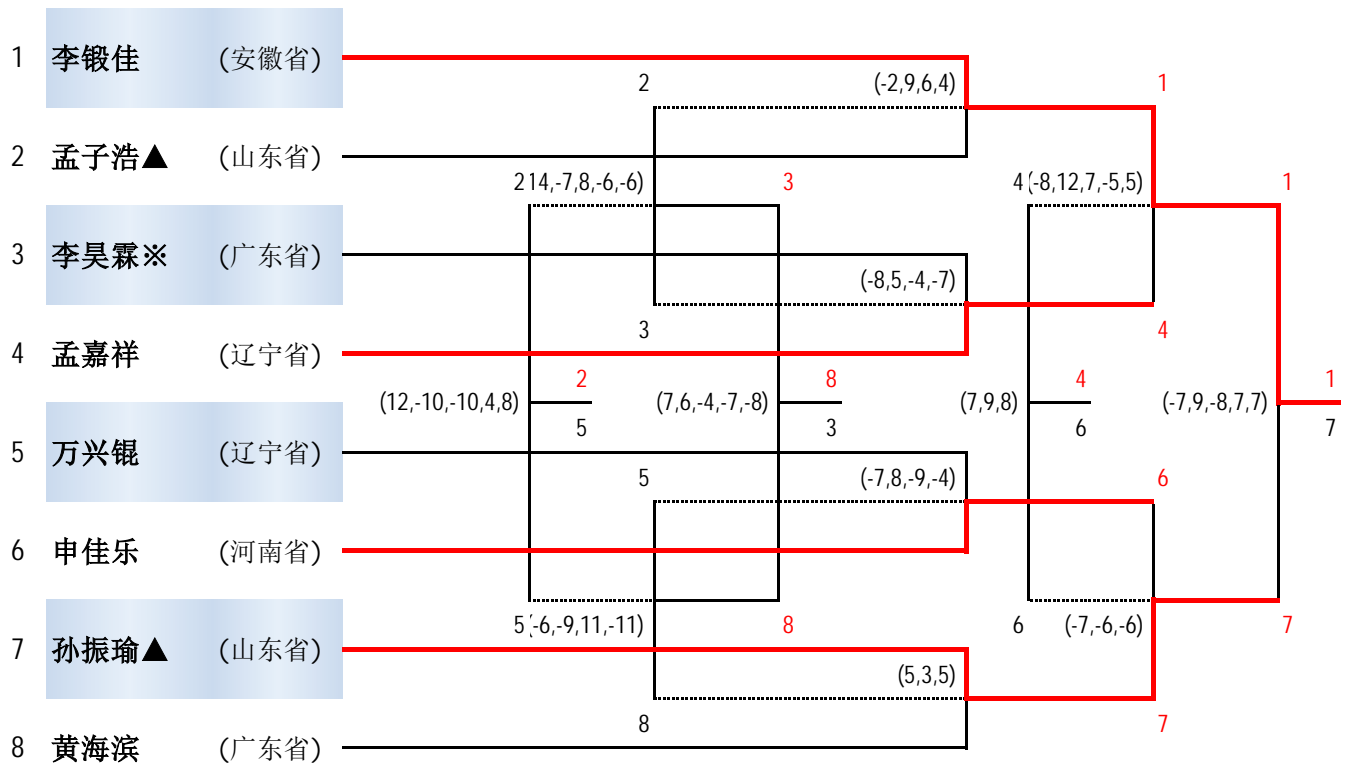 1 李锻佳 (安徽省)
2 (-2,9,6,4) 1
2 孟子浩▲ (山东省)
2 14,-7,8,-6,-6) 3 4 (-8,12,7,-5,5) 1
3 李昊霖※ (广东省)
(-8,5,-4,-7)
3 4
4 孟嘉祥 (辽宁省)
2 8 4 1
(12,-10,-10,4,8) (7,6,-4,-7,-8) (7,9,8) (-7,9,-8,7,7)
5 3 6 7
5 万兴锟 (辽宁省)
5 (-7,8,-9,-4) 6
6 申佳乐 (河南省)
5 (-6,-9,11,-11) 8 6 (-7,-6,-6) 7
7 孙振瑜▲ (山东省)
(5,3,5)
8 7
8 黄海滨 (广东省)